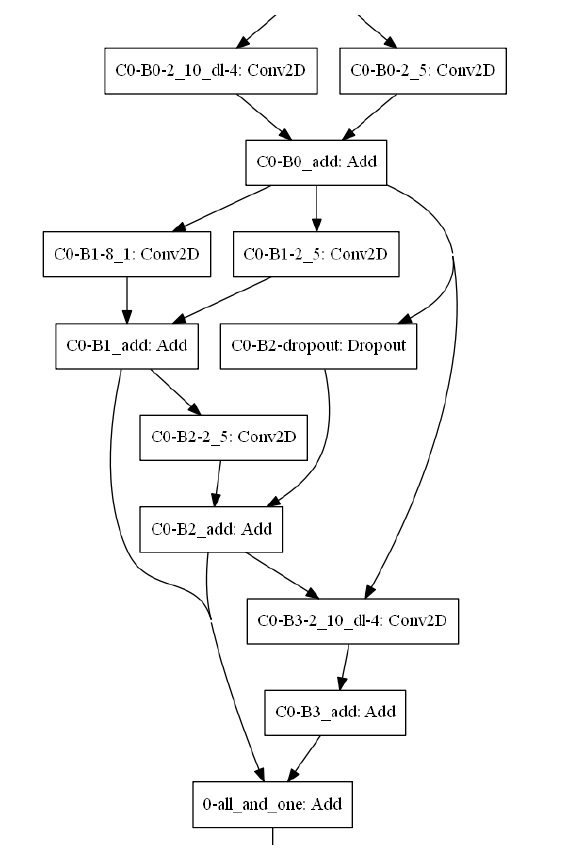 C0-B0-2_10_dl-4: Conv2D
C0-B0-2_5: Conv2D
C0-B0_add: Add
C0-B1-8_1: Conv2D
C0-B1-2_5: Conv2D
C0-B1_add: Add
C0-B2-dropout: Dropout
C0-B2-2_5: Conv2D
C0-B2_add: Add
C0-B3-2_10_dl-4: Conv2D
C0-B3_add: Add
0-all_and_one: Add